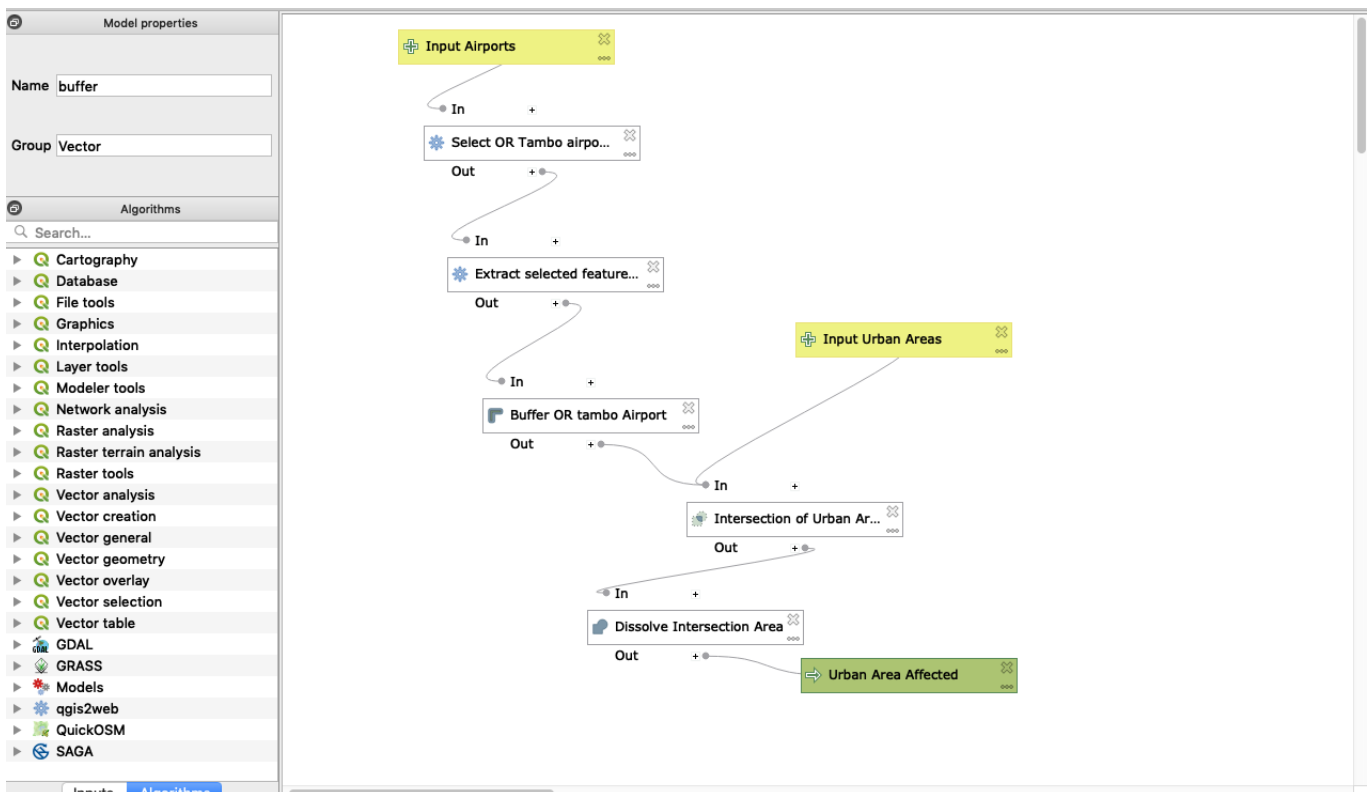 Model properties
Name buffer
Group Vector
Algorithms
Search...
Cartography
Database
File tools
Graphics
Interpolation
Layer tools
Modeler tools
Network analysis
Raster analysis
Raster terrain analysis
Raster tools
Vector analysis
Vector creation
Vector general
Vector geometry
Vector overlay
Vector selection
Vector table
GDAL
GRASS
Models
qgis2web
QuickOSM
SAGA
Inputs Algorithms
Input Airports
In +
Select OR Tambo airpo...
Out +
In +
Extract selected feature...
Out +
Input Urban Areas
In +
Buffer OR tambo Airport
Out +
In +
Intersection of Urban Ar...
Out +
In +
Dissolve Intersection Area
Out +
Urban Area Affected